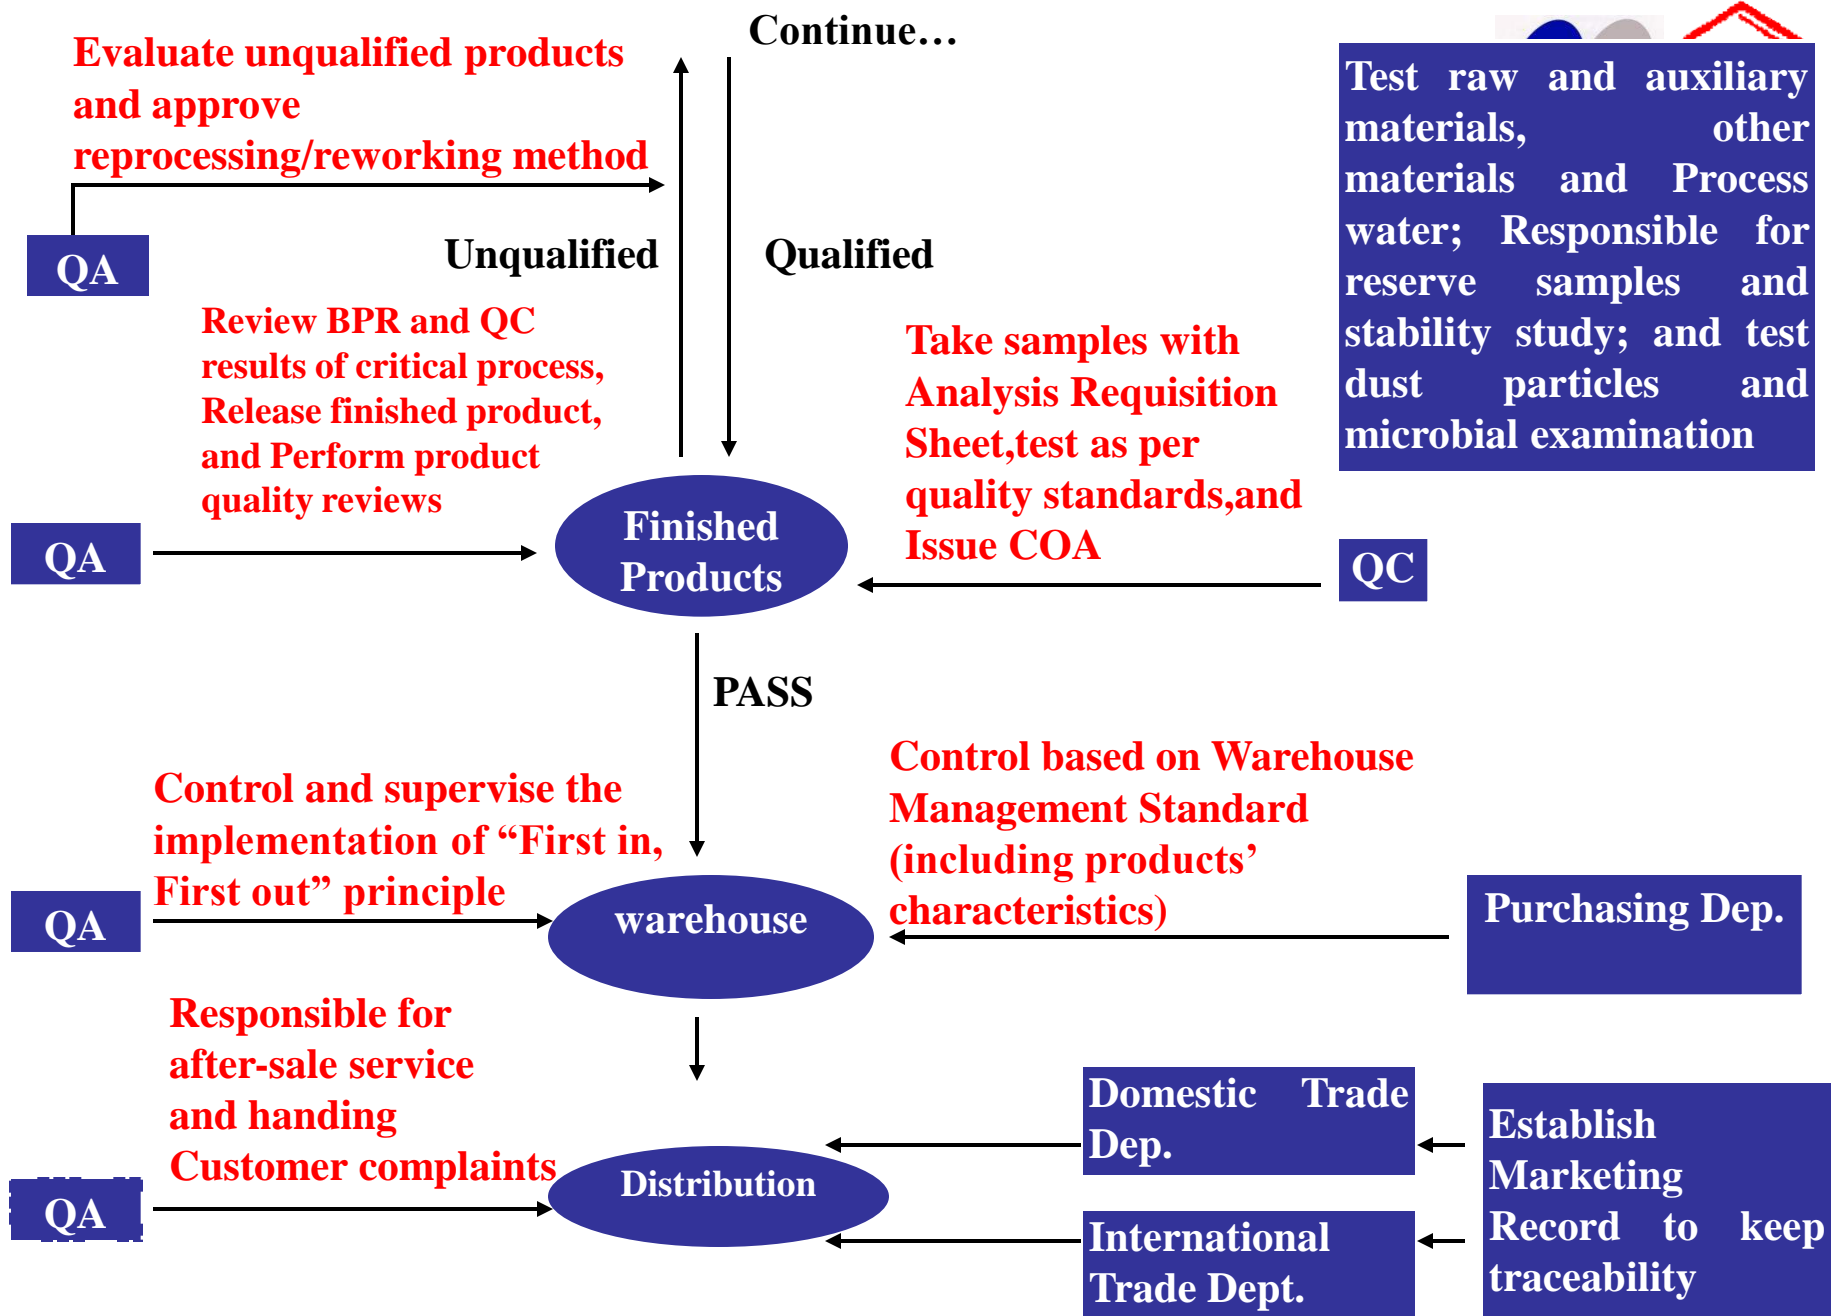 Continue…
Evaluate unqualified products
and approve
reprocessing/reworking method
Test raw and auxiliary
materials, other
materials and Process
water; Responsible for
reserve samples and
stability study; and test
dust particles and
microbial examination
QA
Unqualified
Qualified
Review BPR and QC
results of critical process,
Release finished product,
and Perform product
quality reviews
Take samples with
Analysis Requisition
Sheet,test as per
quality standards,and
Issue COA
QA
Finished
Products
QC
PASS
Control and supervise the
implementation of “First in,
First out” principle
Control based on Warehouse
Management Standard
(including products’
characteristics)
QA
warehouse
Purchasing Dep.
Responsible for
after-sale service
and handing
Customer complaints
QA
Distribution
Domestic Trade
Dep.
International
Trade Dept.
Establish
Marketing
Record to keep
traceability